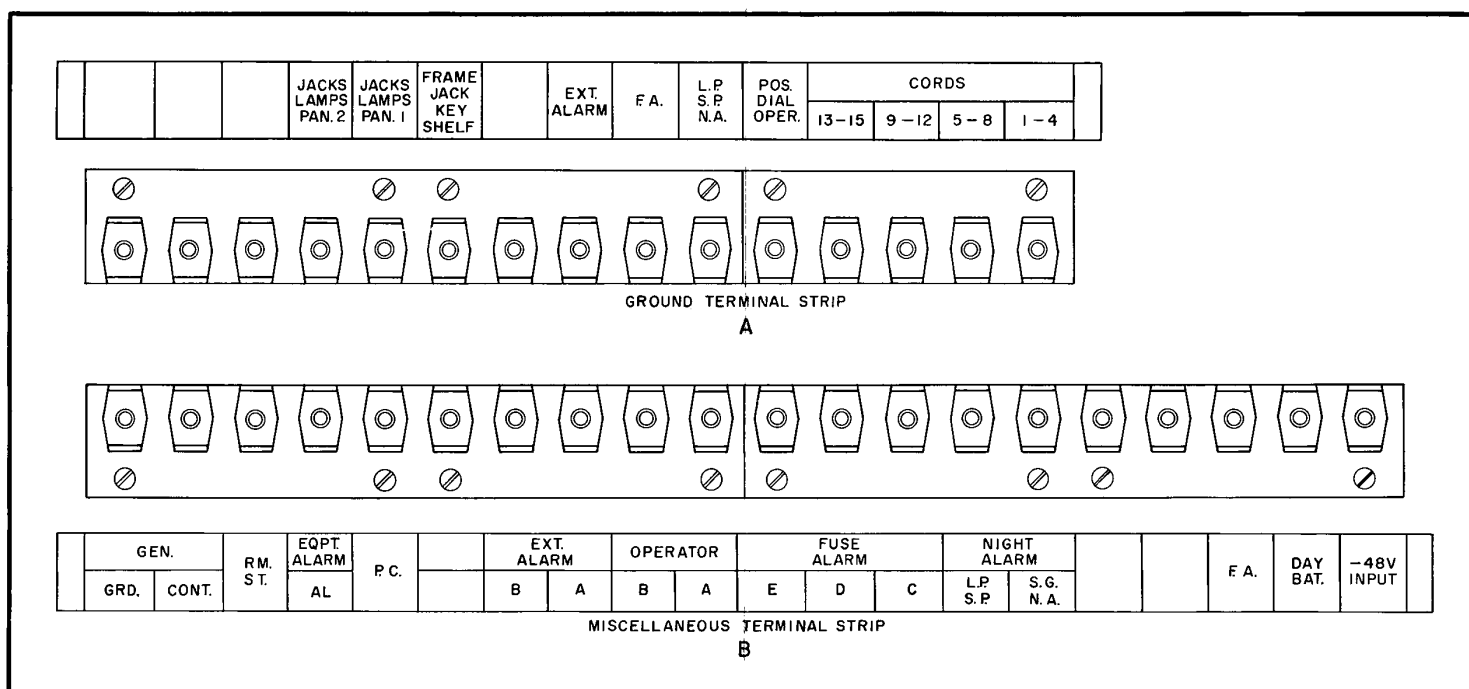 JACKS LAMPS PAN. 2
JACKS LAMPS PAN. 1
FRAME JACK KEY SHELF
EXT. ALARM
F. A.
L.P. S.P. N.A.
POS. DIAL OPER.
CORDS
13-15
9-12
5-8
1-4
GROUND TERMINAL STRIP
A
GEN.
GRD.
CONT.
RM. ST.
EQPT. ALARM
AL
P.C.
EXT. ALARM
B
A
OPERATOR
B
A
FUSE ALARM
E
D
C
NIGHT ALARM
L.P. S.P.
S.G. N.A.
F. A.
DAY BAT.
-48V INPUT
MISCELLANEOUS TERMINAL STRIP
B